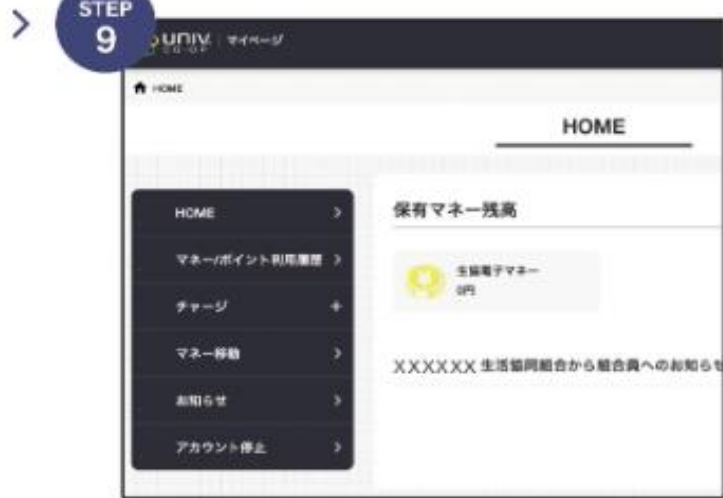 STEP
9
univ.
CO-OP
マイページ
HOME
HOME
HOME
マネー/ポイント利用履歴
チャージ
マネー移動
お知らせ
アカウント停止
保有マネー残高
生協電子マネー
0円
XXXXXX 生活協同組合から組合員へのお知らせ